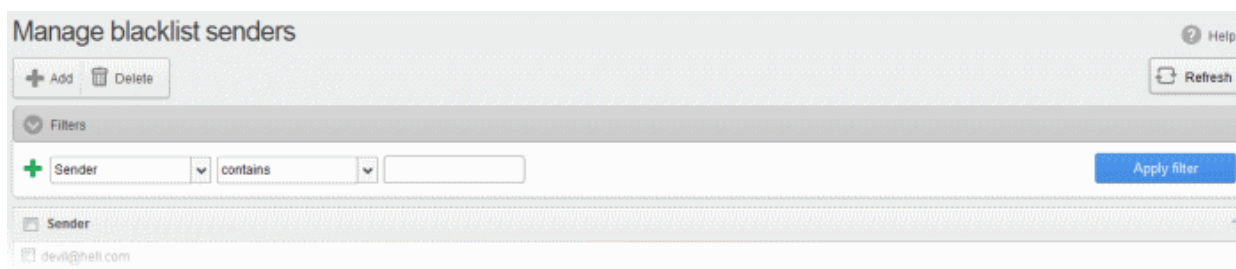 Manage blacklist senders
Help
Add Delete
Refresh
Filters
Sender contains
Apply filter
Sender
devil@hell.com